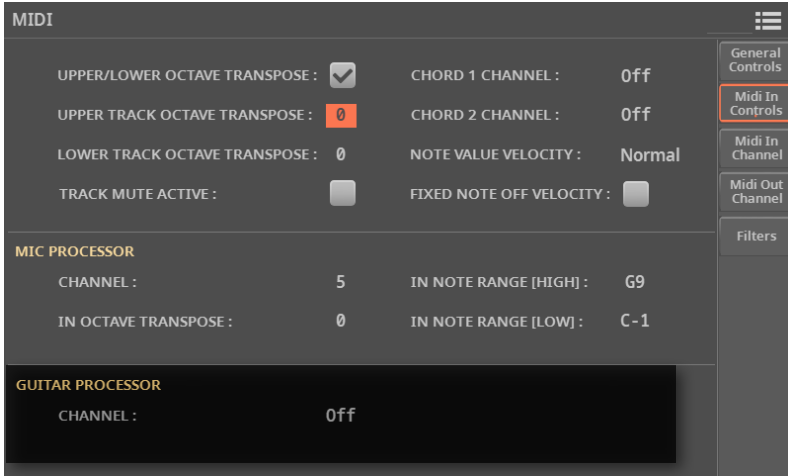 MIDI
UPPER/LOWER OCTAVE TRANSPOSE :
UPPER TRACK OCTAVE TRANSPOSE : 0
LOWER TRACK OCTAVE TRANSPOSE : 0
TRACK MUTE ACTIVE :
CHORD 1 CHANNEL : Off
CHORD 2 CHANNEL : Off
NOTE VALUE VELOCITY : Normal
FIXED NOTE OFF VELOCITY :
MIC PROCESSOR
CHANNEL : 5
IN OCTAVE TRANSPOSE : 0
IN NOTE RANGE [HIGH] : G9
IN NOTE RANGE [LOW] : C-1
GUITAR PROCESSOR
CHANNEL : Off
General
Controls
Midi In
Controls
Midi In
Channel
Midi Out
Channel
Filters